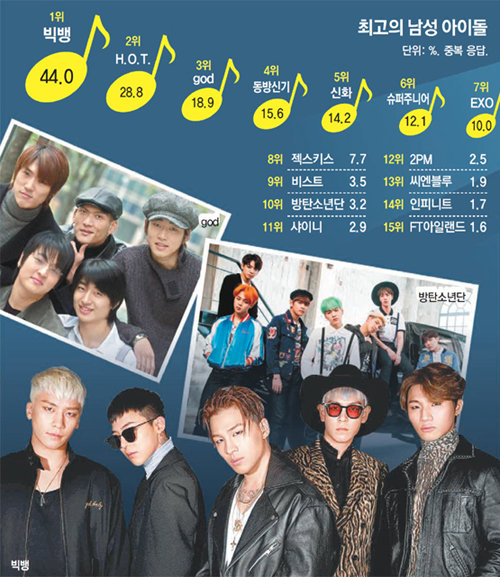 최고의 남성 아이돌
단위: %. 중복 응답.
1위
빅뱅
44.0
2위
H.O.T.
28.8
3위
god
18.9
4위
동방신기
15.6
5위
신화
14.2
6위
슈퍼주니어
12.1
7위
EXO
10.0
8위 젝스키스 7.7
9위 비스트 3.5
10위 방탄소년단 3.2
11위 샤이니 2.9
12위 2PM 2.5
13위 씨엔블루 1.9
14위 인피니트 1.7
15위 FT아일랜드 1.6
god
방탄소년단
빅뱅